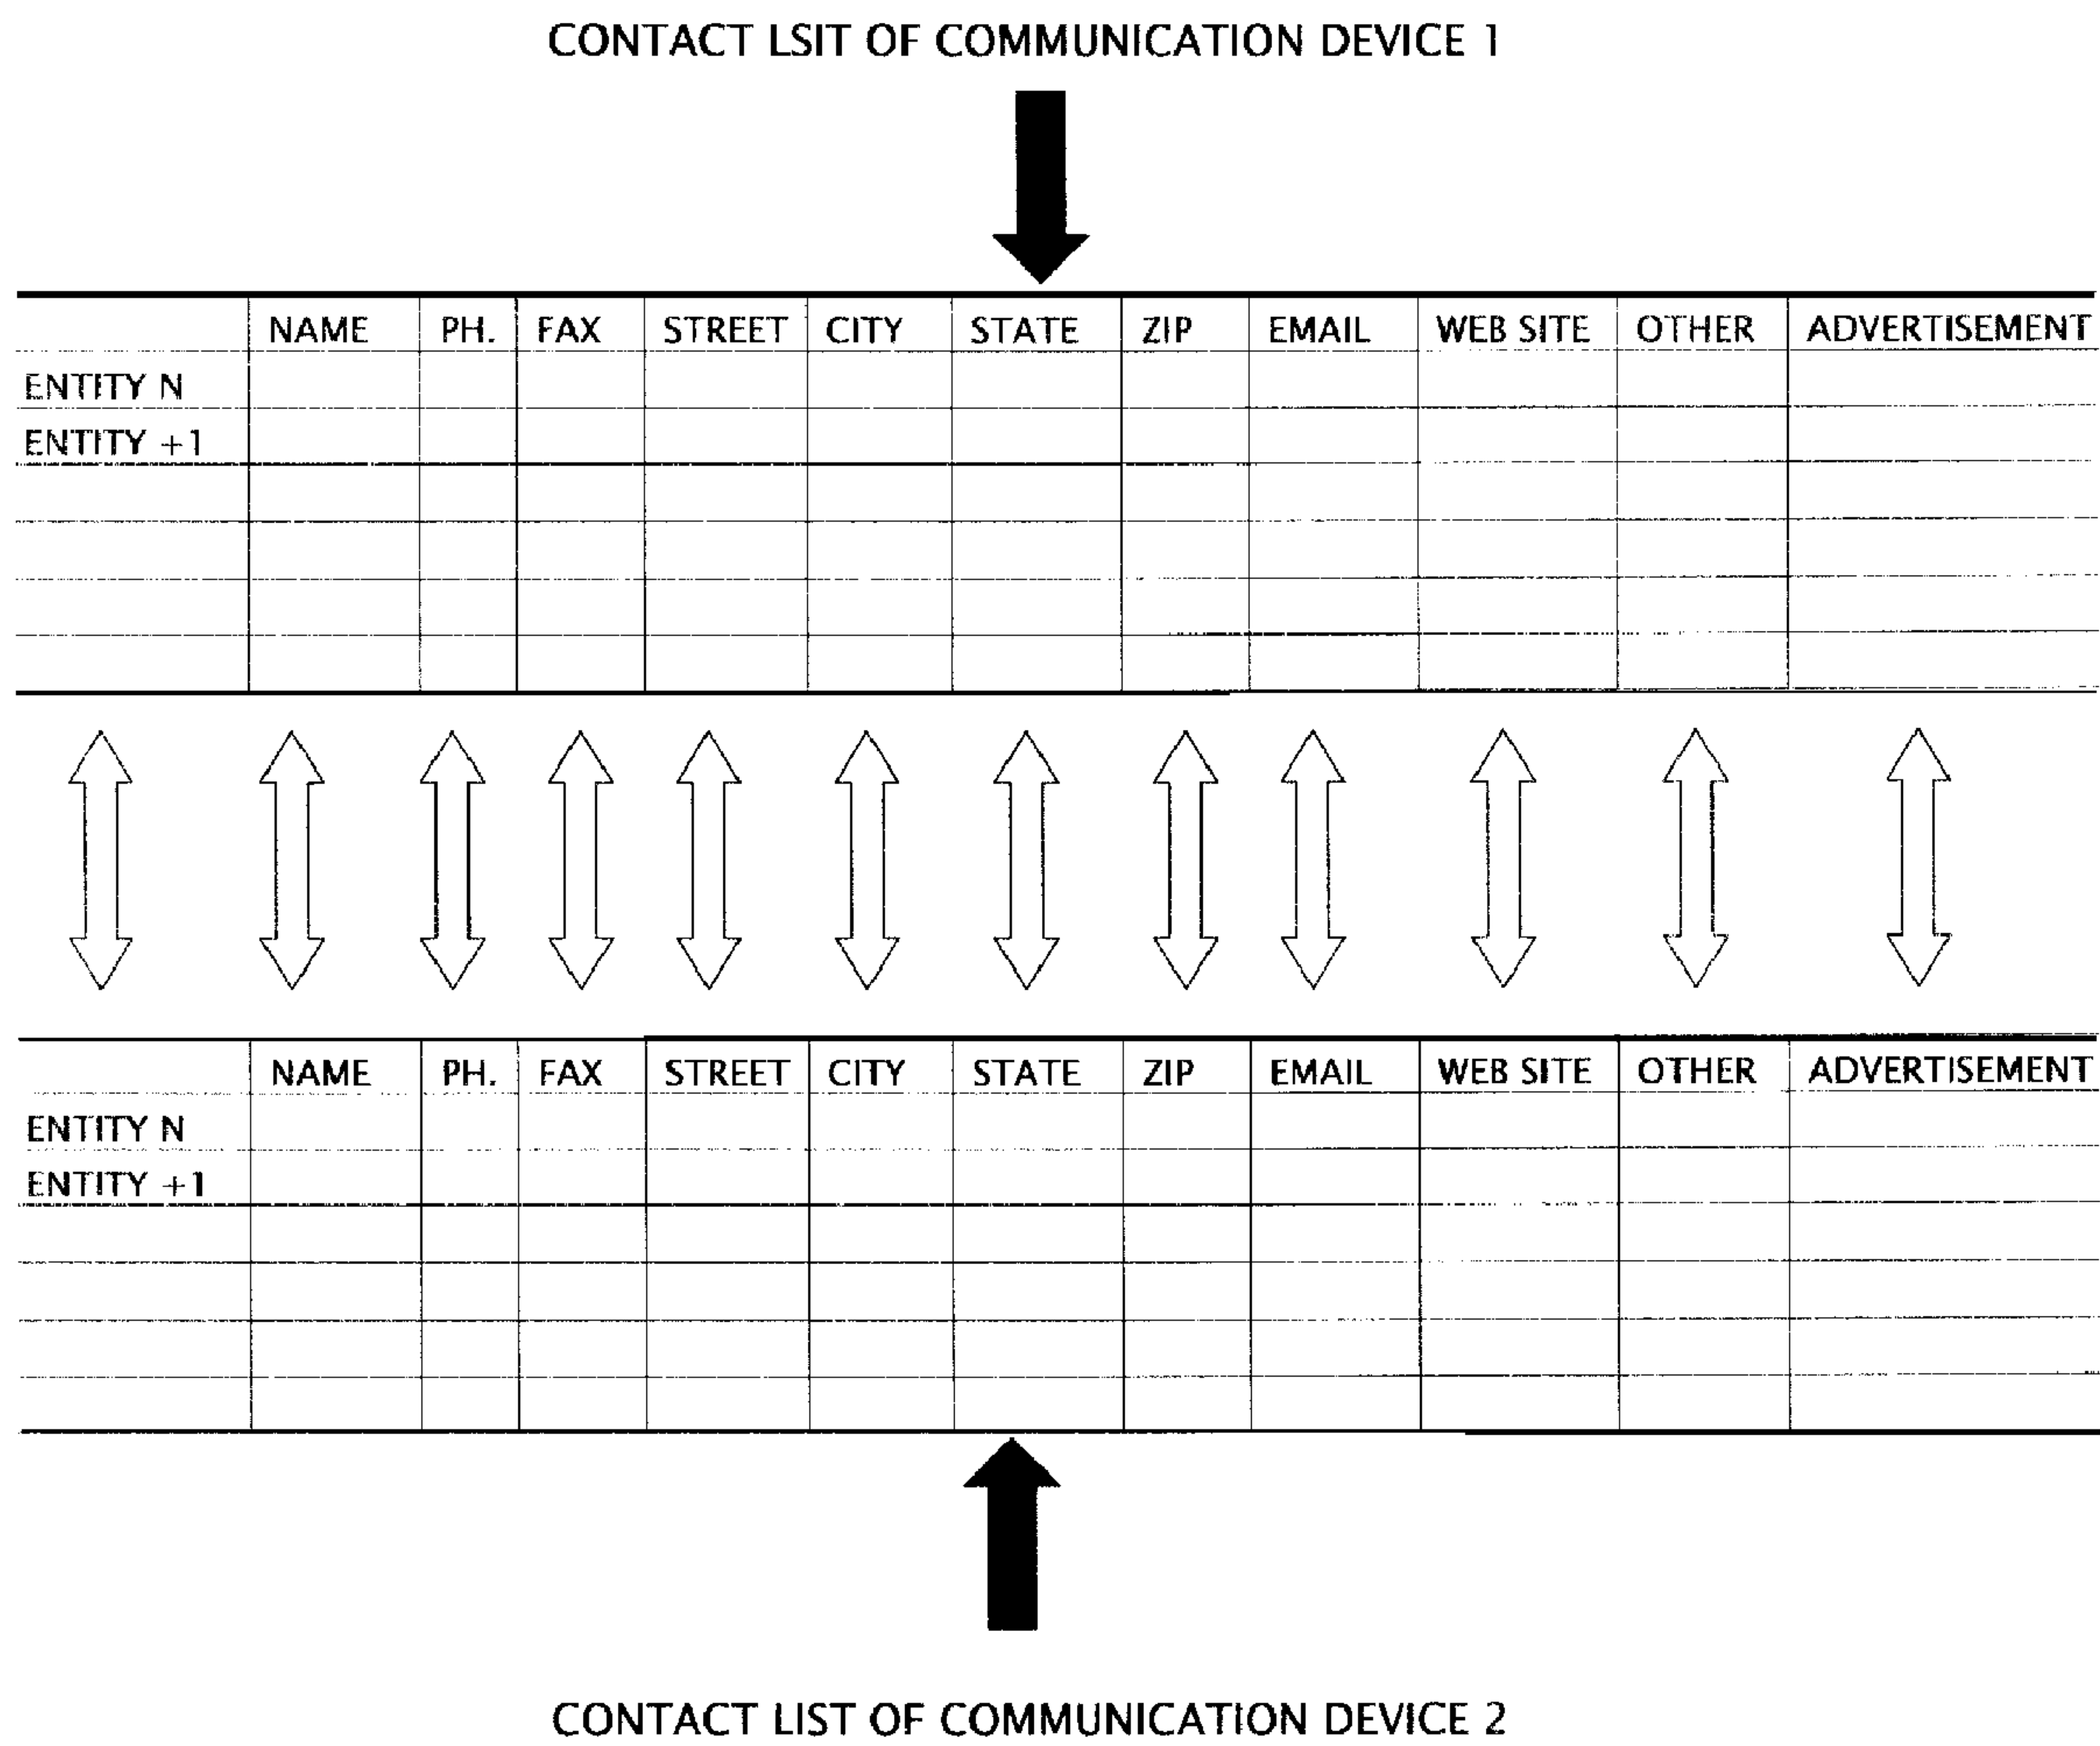 CONTACT LSIT OF COMMUNICATION DEVICE 1
NAME PH. FAX STREET CITY STATE ZIP EMAIL WEB SITE OTHER ADVERTISEMENT
ENTITY N
ENTITY +1
NAME PH. FAX STREET CITY STATE ZIP EMAIL WEB SITE OTHER ADVERTISEMENT
ENTITY N
ENTITY +1
CONTACT LIST OF COMMUNICATION DEVICE 2